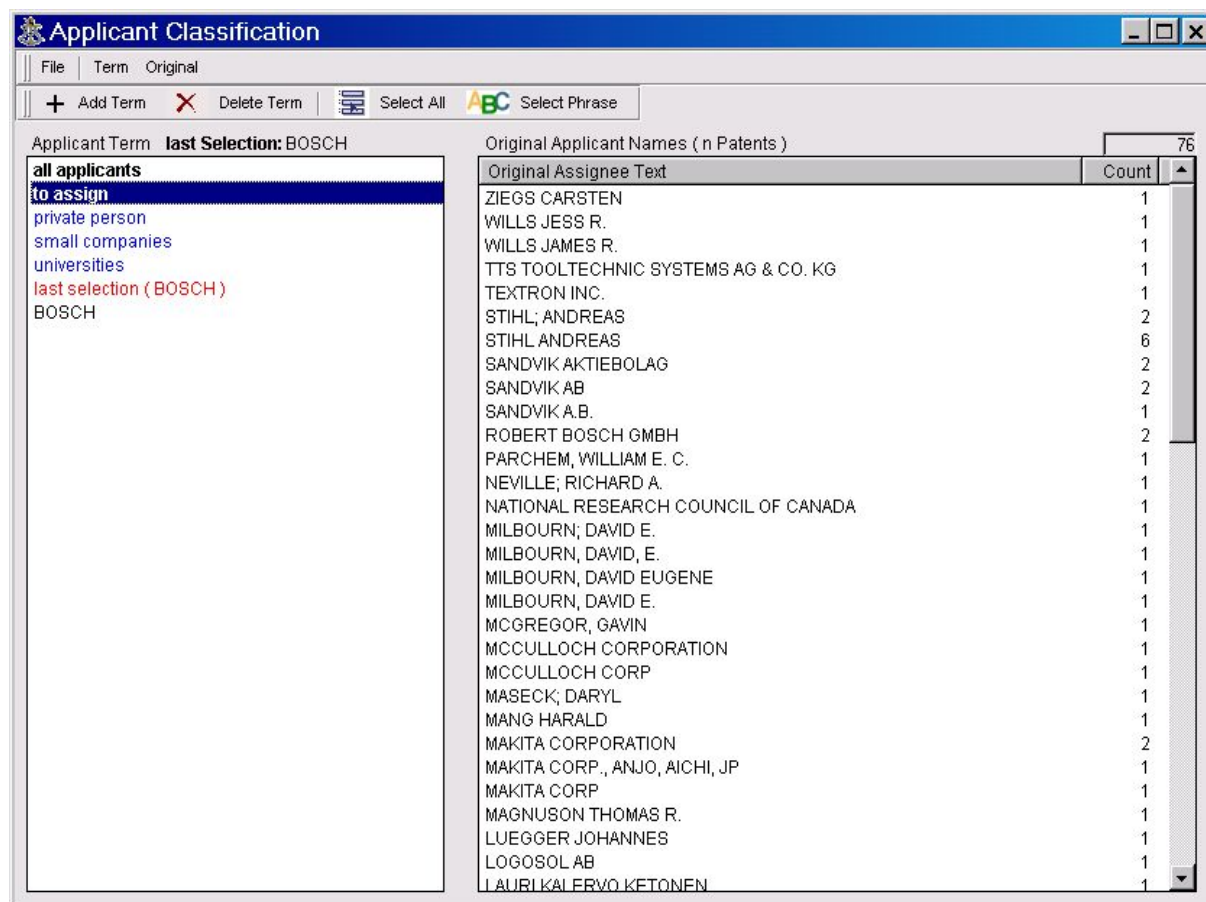 Applicant Classification
File Term Original
Add Term Delete Term Select All ABC Select Phrase
Applicant Term last Selection: BOSCH
all applicants
to assign
private person
small companies
universities
last selection ( BOSCH )
BOSCH
Original Applicant Names ( n Patents ) 76
Original Assignee Text Count
ZIEGS CARSTEN 1
WILLS JESS R. 1
WILLS JAMES R. 1
TTS TOOLTECHNIC SYSTEMS AG & CO. KG 1
TEXTRON INC. 1
STIHL; ANDREAS 2
STIHL ANDREAS 6
SANDVIK AKTIEBOLAG 2
SANDVIK AB 2
SANDVIK A.B. 1
ROBERT BOSCH GMBH 2
PARCHEM, WILLIAM E. C. 1
NEVILLE; RICHARD A. 1
NATIONAL RESEARCH COUNCIL OF CANADA 1
MILBOURN; DAVID E. 1
MILBOURN, DAVID, E. 1
MILBOURN, DAVID EUGENE 1
MILBOURN, DAVID E. 1
MCGREGOR, GAVIN 1
MCCULLOCH CORPORATION 1
MCCULLOCH CORP 1
MASECK; DARYL 1
MANG HARALD 1
MAKITA CORPORATION 2
MAKITA CORP., ANJO, AICHI, JP 1
MAKITA CORP 1
MAGNUSON THOMAS R. 1
LUEGGER JOHANNES 1
LOGOSOL AB 1
LAURI KALERVO KETONEN 1